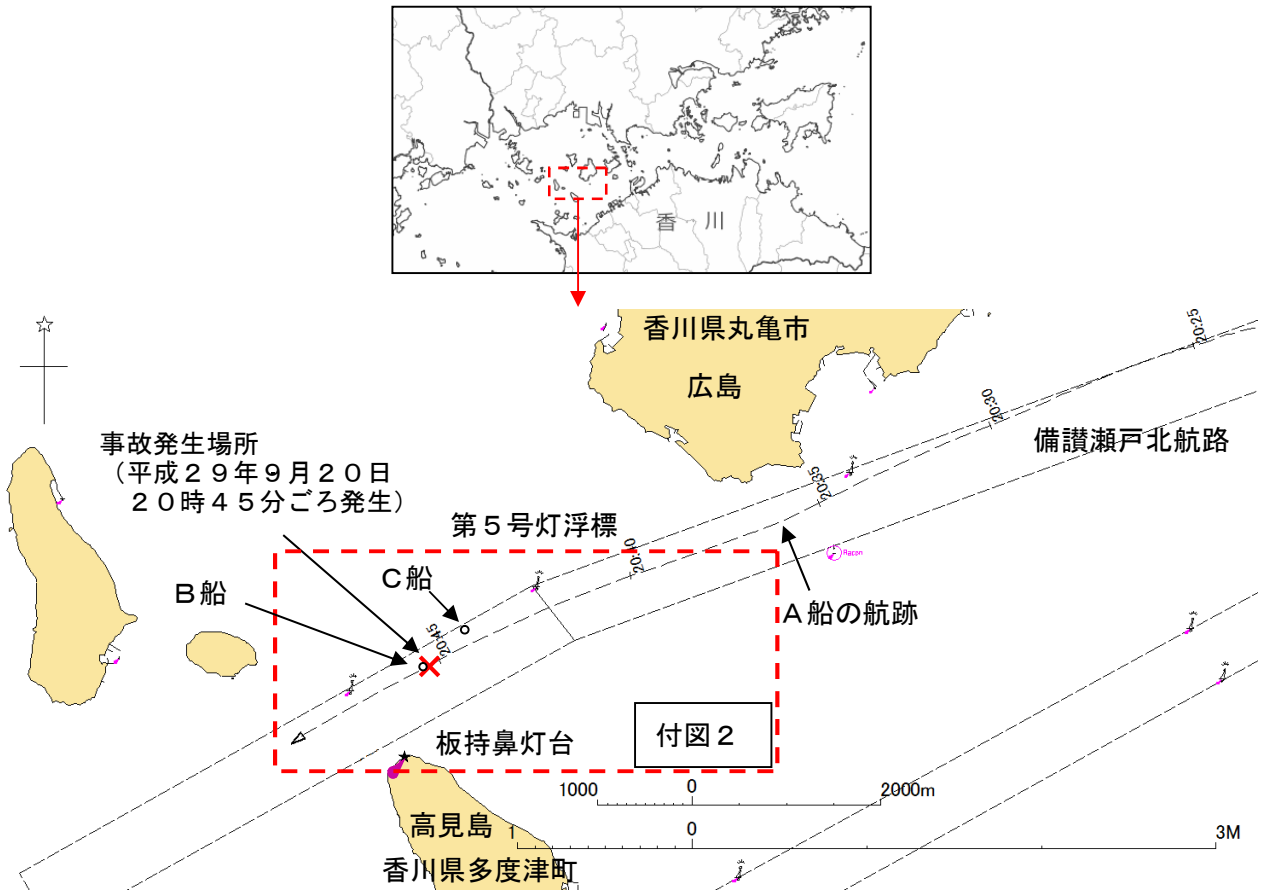 香川
香川県丸亀市
広島
20:25
20:30
備讃瀬戸北航路
事故発生場所
（平成２９年９月２０日
２０時４５分ごろ発生）
20:35
第５号灯浮標
20:40
Racon
Ｃ船
Ｂ船
Ａ船の航跡
20:45
付図２
板持鼻灯台
1000 0 2000m
高見島
1 0 3M
香川県多度津町